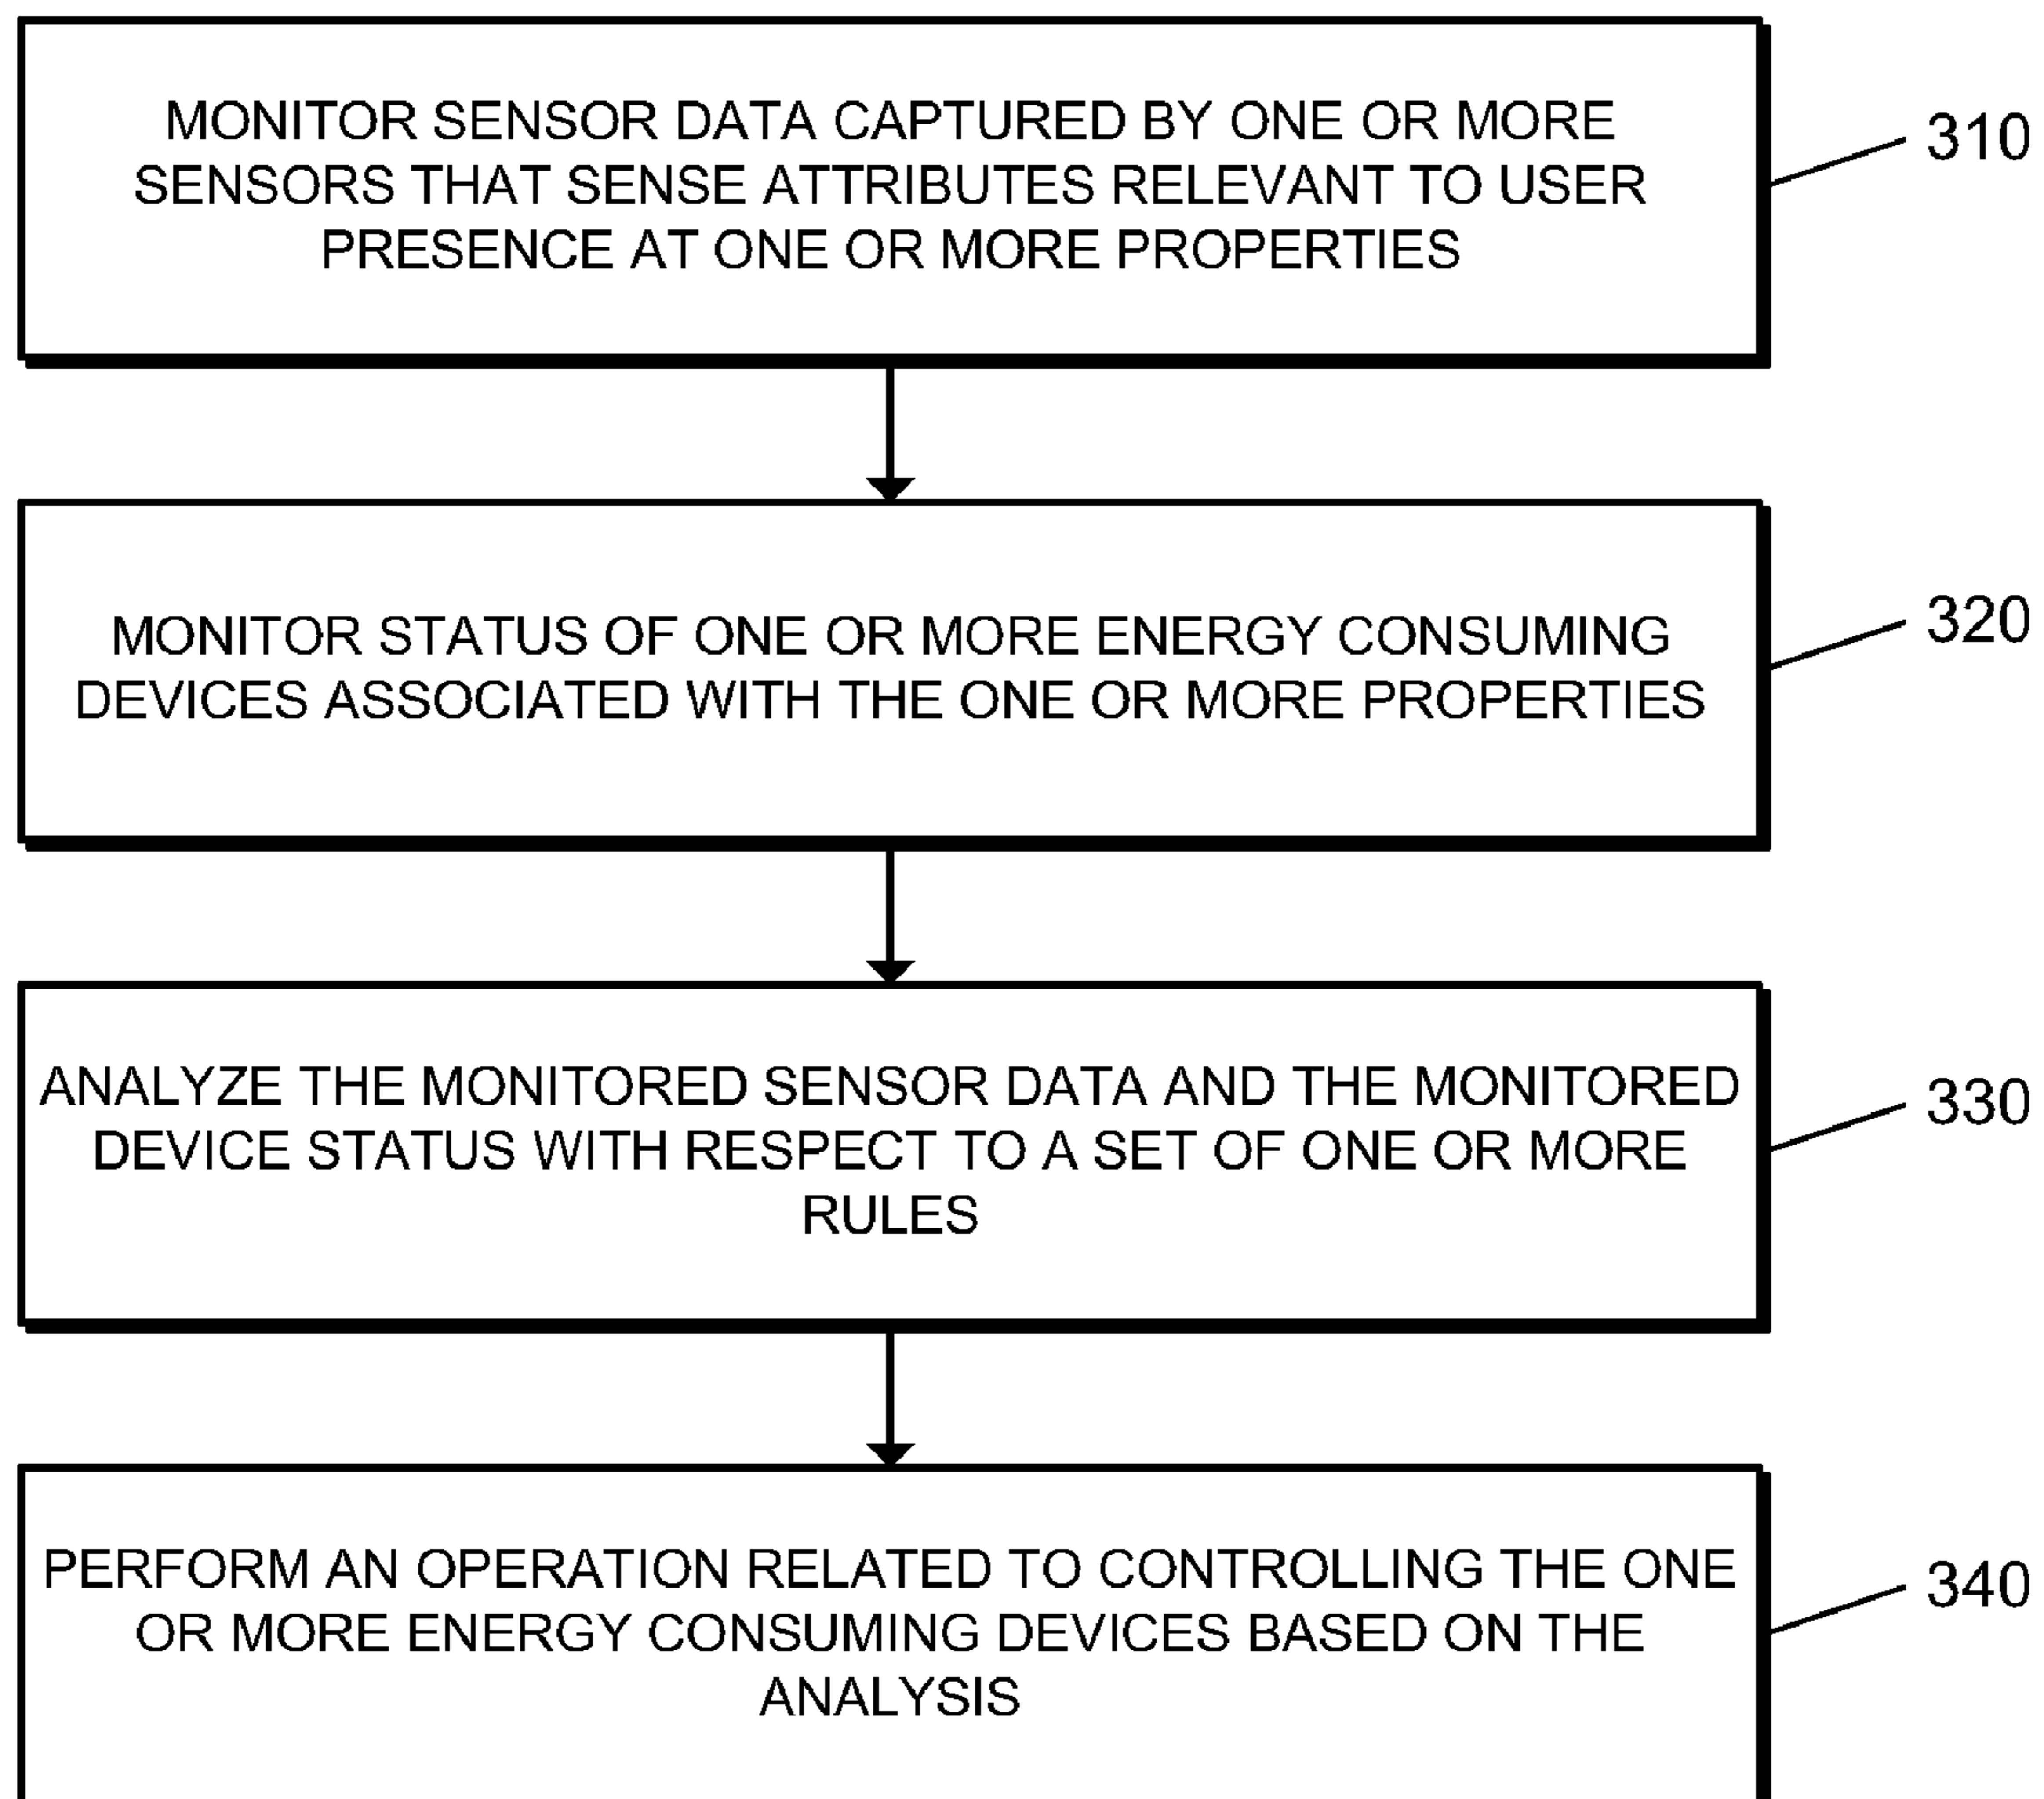 MONITOR SENSOR DATA CAPTURED BY ONE OR MORE
SENSORS THAT SENSE ATTRIBUTES RELEVANT TO USER
PRESENCE AT ONE OR MORE PROPERTIES
310
MONITOR STATUS OF ONE OR MORE ENERGY CONSUMING
DEVICES ASSOCIATED WITH THE ONE OR MORE PROPERTIES
320
ANALYZE THE MONITORED SENSOR DATA AND THE MONITORED
DEVICE STATUS WITH RESPECT TO A SET OF ONE OR MORE
RULES
330
PERFORM AN OPERATION RELATED TO CONTROLLING THE ONE
OR MORE ENERGY CONSUMING DEVICES BASED ON THE
ANALYSIS
340